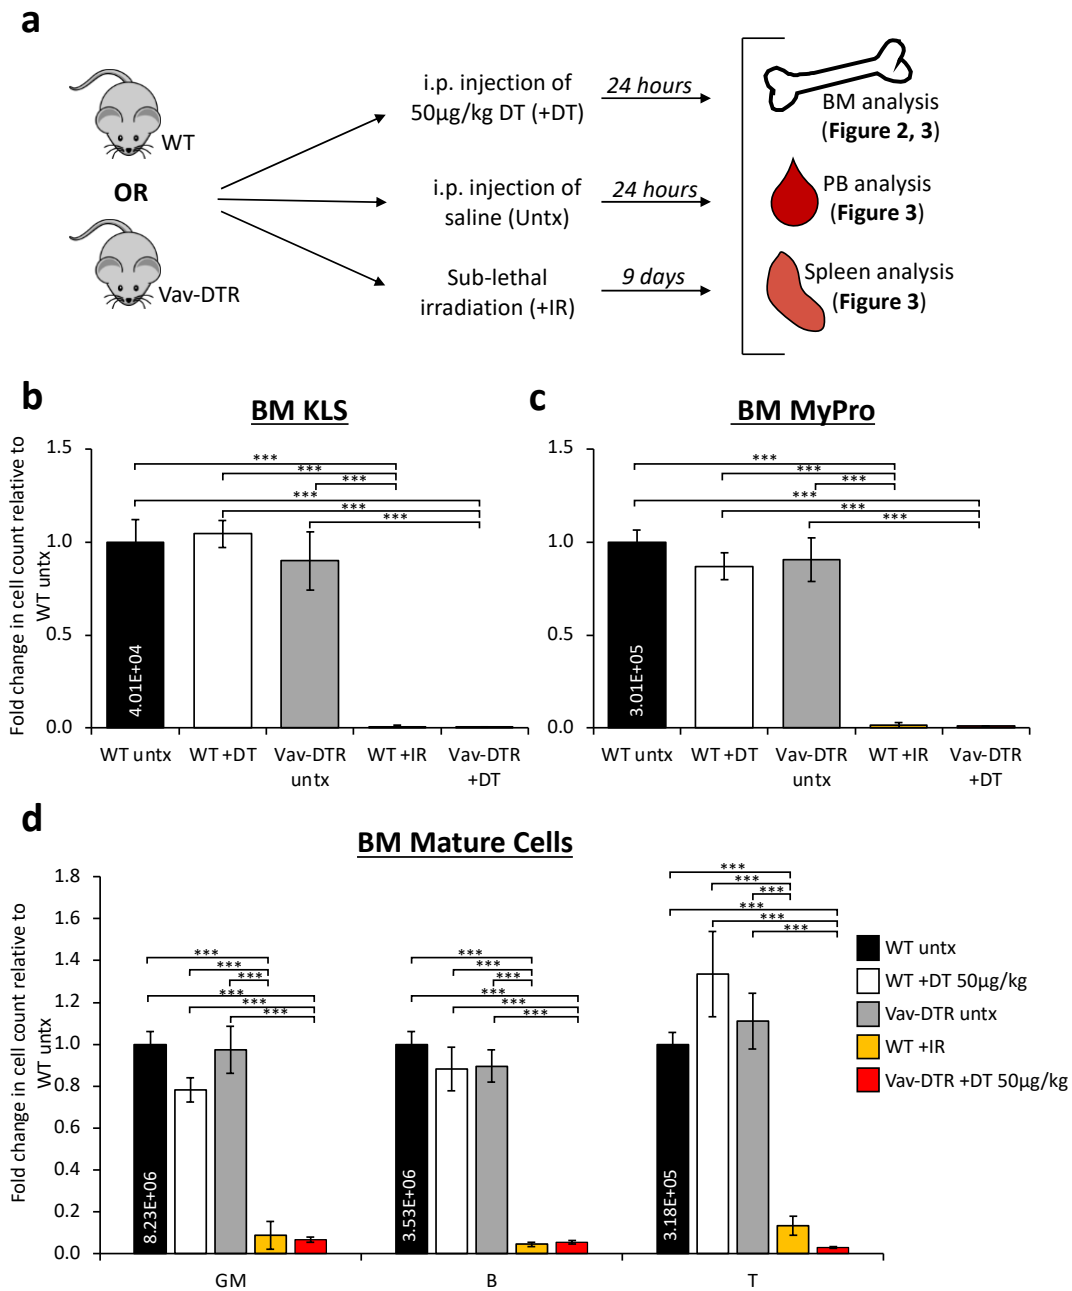 a
WT
OR
Vav-DTR
i.p. injection of
50µg/kg DT (+DT)
24 hours
i.p. injection of
saline (Untx)
24 hours
Sub-lethal
irradiation (+IR)
9 days
BM analysis
(Figure 2, 3)
PB analysis
(Figure 3)
Spleen analysis
(Figure 3)
b
BM KLS
Fold change in cell count relative to
WT untx
1.5
1.0
0.5
0.0
***
***
***
***
***
***
4.01E+04
WT untx
WT +DT
Vav-DTR
untx
WT +IR
Vav-DTR
+DT
c
BM MyPro
1.5
1.0
0.5
0.0
***
***
***
***
***
***
3.01E+05
WT untx
WT +DT
Vav-DTR
untx
WT +IR
Vav-DTR
+DT
d
BM Mature Cells
Fold change in cell count relative to
WT untx
1.8
1.6
1.4
1.2
1.0
0.8
0.6
0.4
0.2
0.0
***
***
***
***
***
***
8.23E+06
GM
***
***
***
***
***
***
3.53E+06
B
***
***
***
***
***
***
3.18E+05
T
WT untx
WT +DT 50µg/kg
Vav-DTR untx
WT +IR
Vav-DTR +DT 50µg/kg